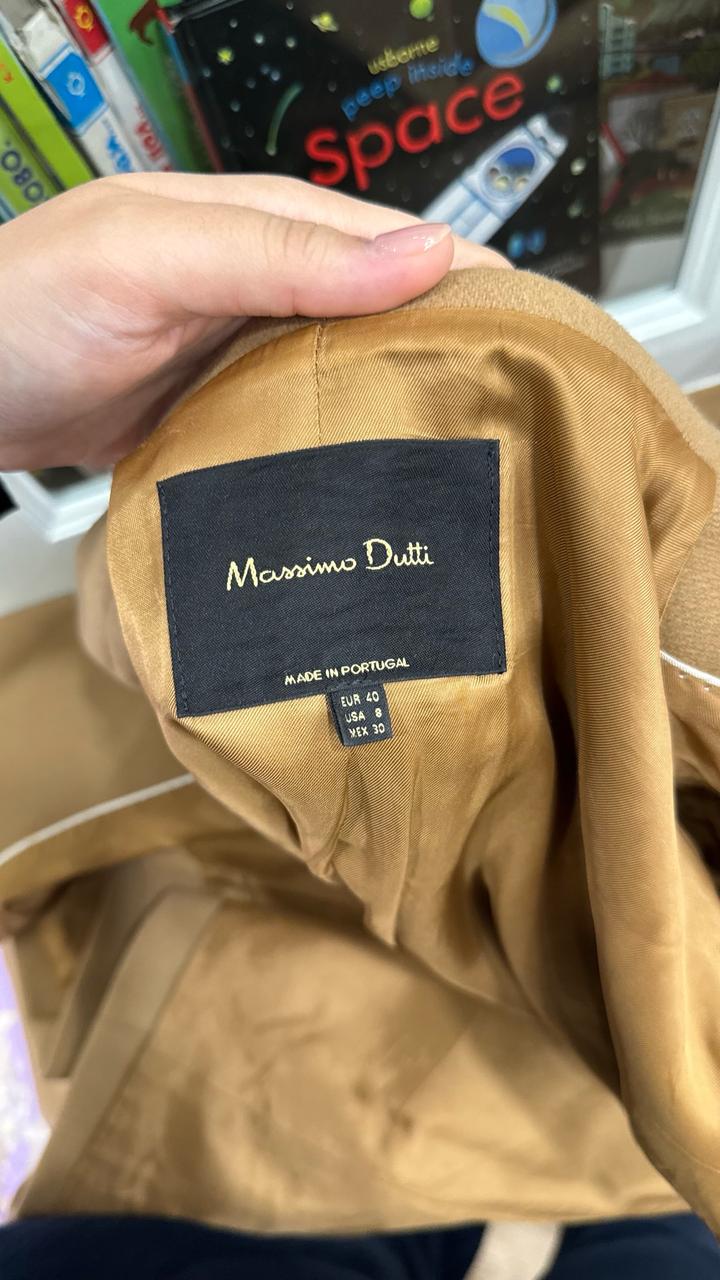 usborne
peep inside
Space
Massimo Dutti
MADE IN PORTUGAL
EUR 40
USA 8
MEX 30